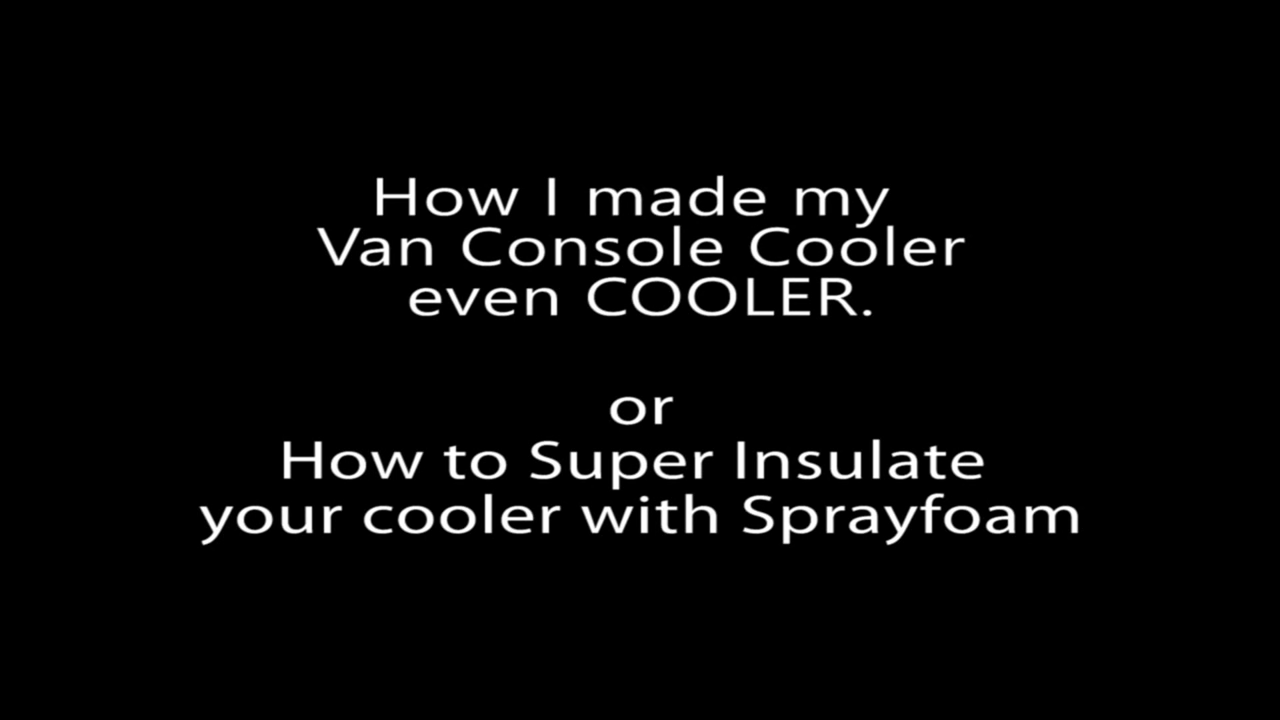 How I made my
Van Console Cooler
even COOLER.
or
How to Super Insulate
your cooler with Sprayfoam